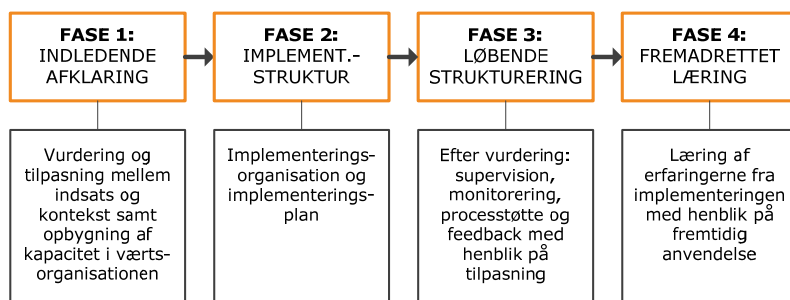 FASE 1:
INDLEDENDE
AFKLARING
FASE 2:
IMPLEMENT.-
STRUKTUR
FASE 3:
LØBENDE
STRUKTURERING
FASE 4:
FREMADRETTET
LÆRING
Vurdering og
tilpasning mellem
indsats og
kontekst samt
opbygning af
kapacitet i værts-
organisationen
Implementerings-
organisation og
implementerings-
plan
Efter vurdering:
supervision,
monitorering,
processtøtte og
feedback med
henblik på
tilpasning
Læring af
erfaringerne fra
implementeringen
med henblik på
fremtidig
anvendelse